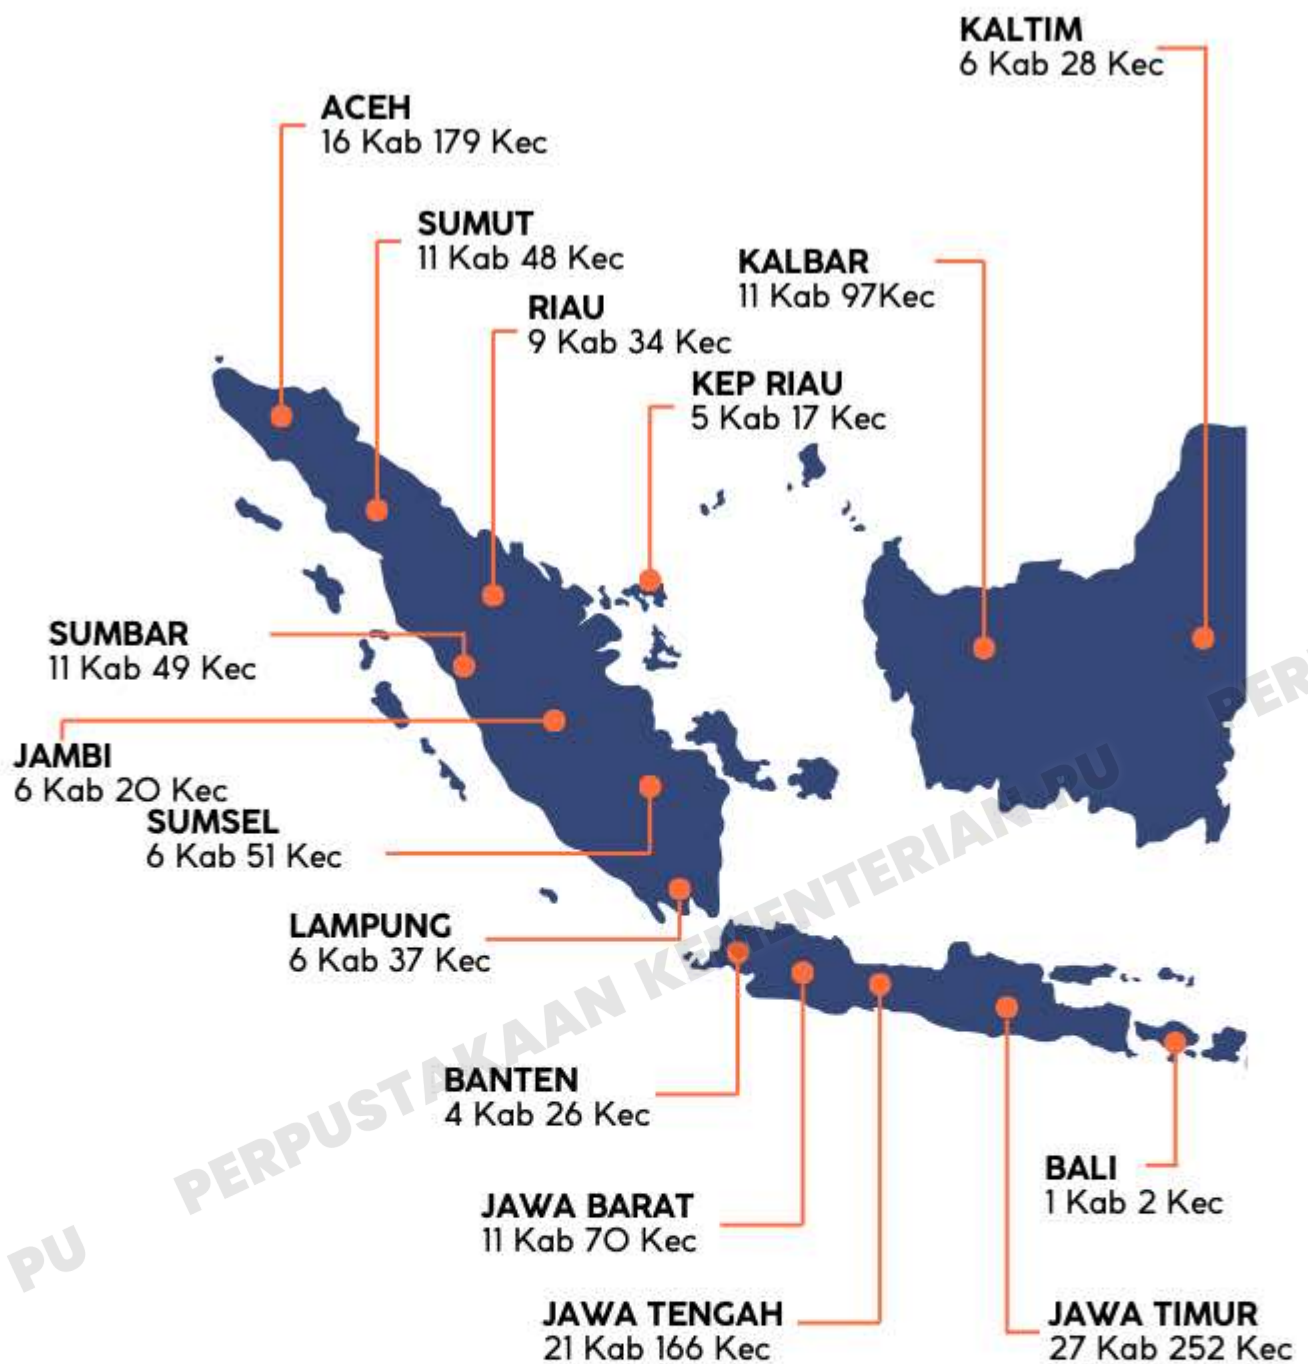 KALTIM
6 Kab 28 Kec
ACEH
16 Kab 179 Kec
SUMUT
11 Kab 48 Kec
KALBAR
11 Kab 97Kec
RIAU
9 Kab 34 Kec
KEP RIAU
5 Kab 17 Kec
SUMBAR
11 Kab 49 Kec
JAMBI
6 Kab 20 Kec
SUMSEL
6 Kab 51 Kec
LAMPUNG
6 Kab 37 Kec
BANTEN
4 Kab 26 Kec
BALI
1 Kab 2 Kec
JAWA BARAT
11 Kab 70 Kec
JAWA TENGAH
21 Kab 166 Kec
JAWA TIMUR
27 Kab 252 Kec
PERPUSTAKAAN KEMENTERIAN PU
PU
PER